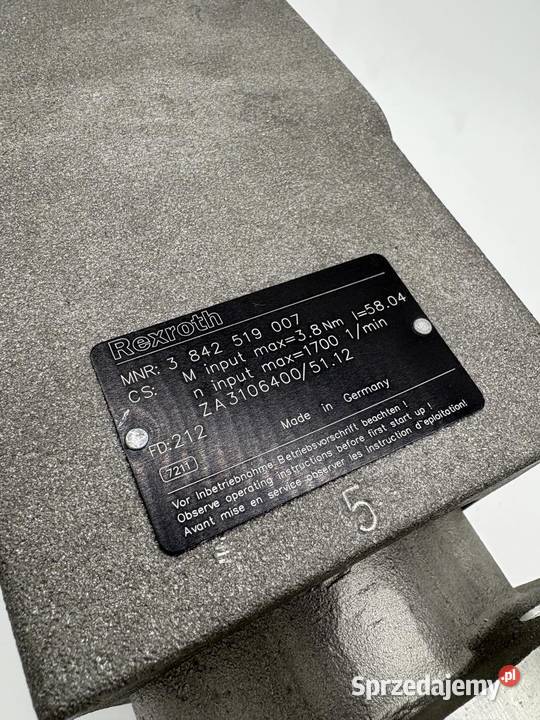 Rexroth
MNR: 3 842 519 007
CS: M input max=3.8Nm I=58.04
n input max=1700 1/min
ZA3106400/51.12
FD:212 Made in Germany
7211
Vor Inbetriebnahme:Betriebsvorschrift beachten !
Observe operating instructions before first start up !
Avant mise en service observer les instruction d'eploitation!
5
Sprzedajemy.pl